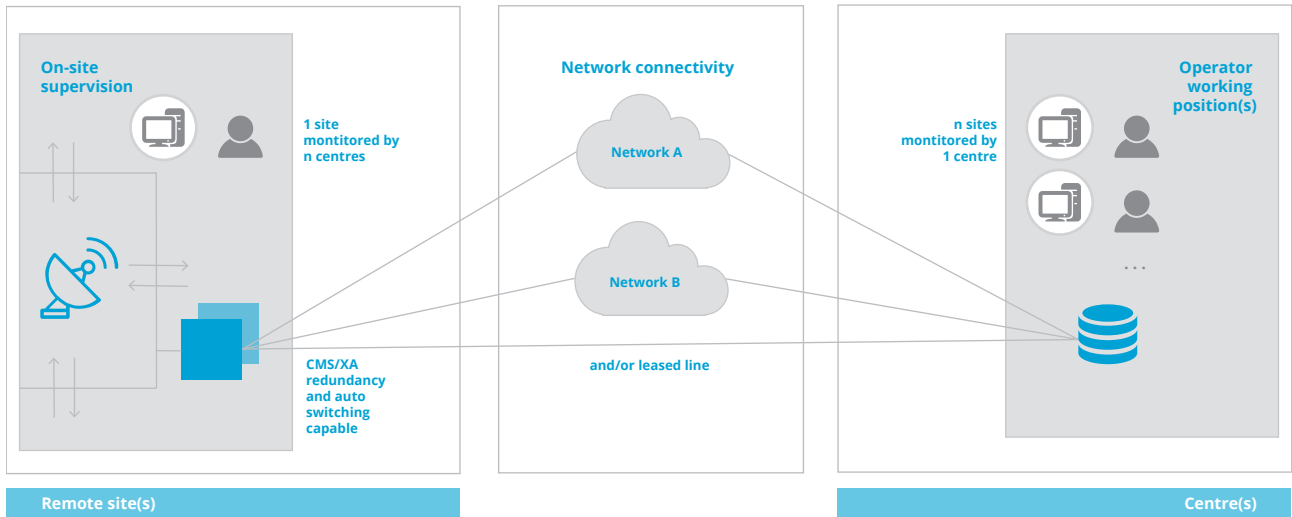 On-site
supervision
1 site
montitored by
n centres
CMS/XA
redundancy
and auto
switching
capable
Remote site(s)
Network connectivity
Network A
Network B
and/or leased line
Operator
working
position(s)
n sites
montitored by
1 centre
...
Centre(s)